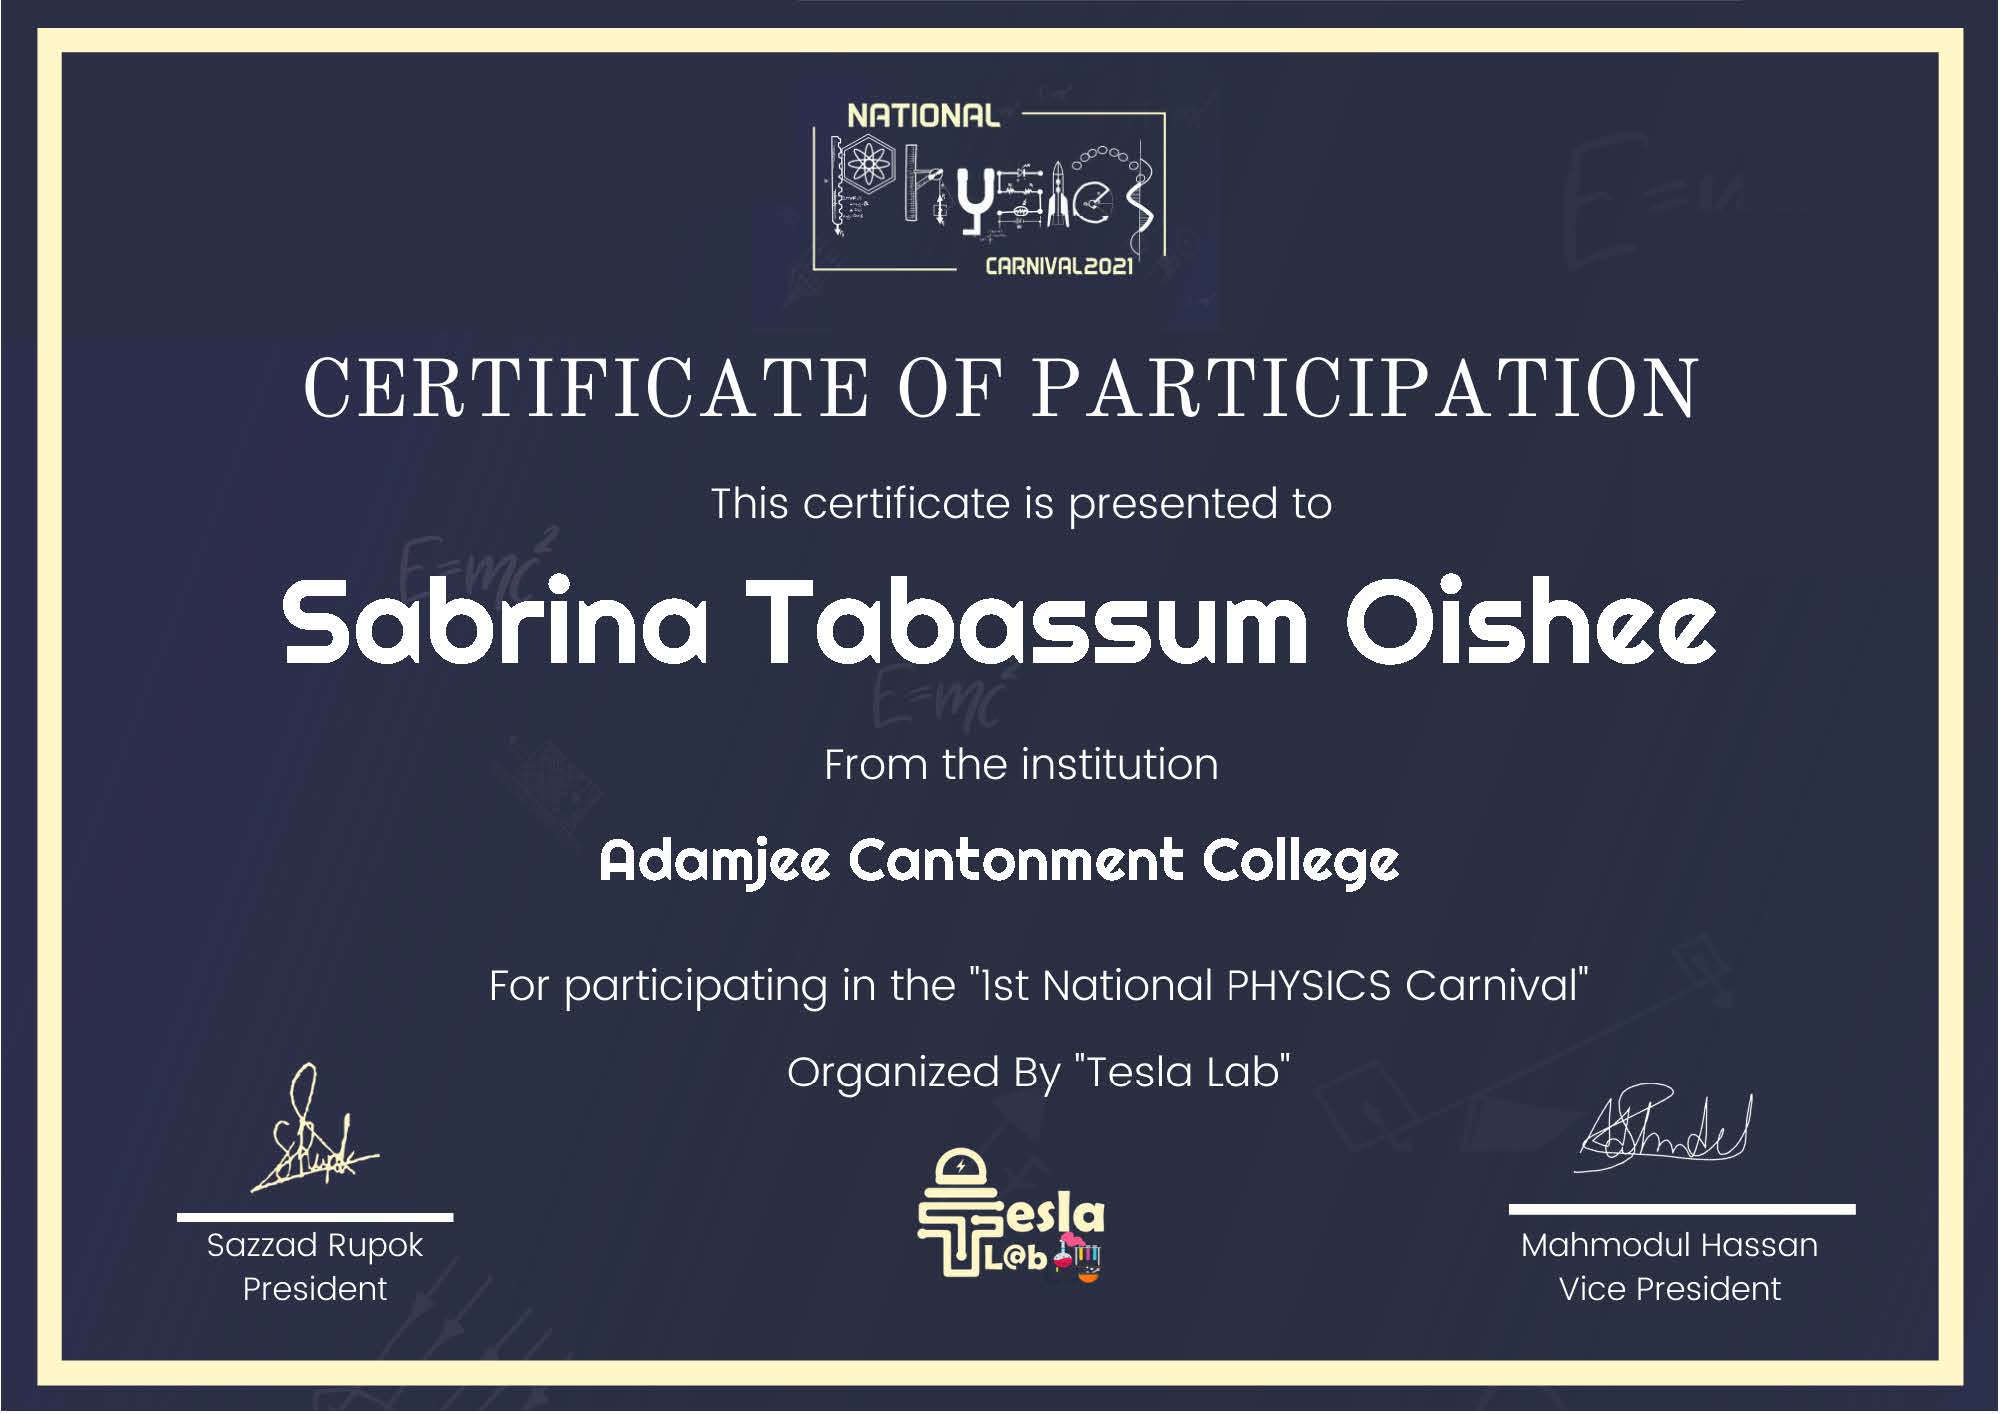 NATIONAL
Physics
CARNIVAL2021
CERTIFICATE OF PARTICIPATION
This certificate is presented to
E=mc²
Sabrina Tabassum Oishee
E=mc²
From the institution
Adamjee Cantonment College
For participating in the "1st National PHYSICS Carnival"
Organized By "Tesla Lab"
Tesla
L@b
Sazzad Rupok
President
Mahmodul Hassan
Vice President